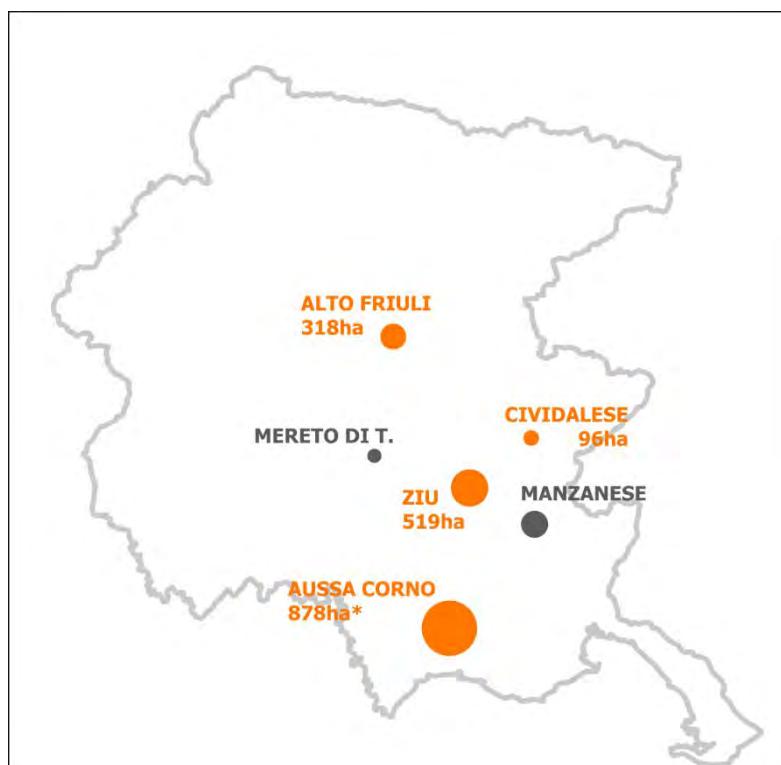 ALTO FRIULI
318ha
CIVIDALESE
96ha
MERETO DI T.
ZIU
519ha
MANZANESE
AUSSA CORNO
878ha*